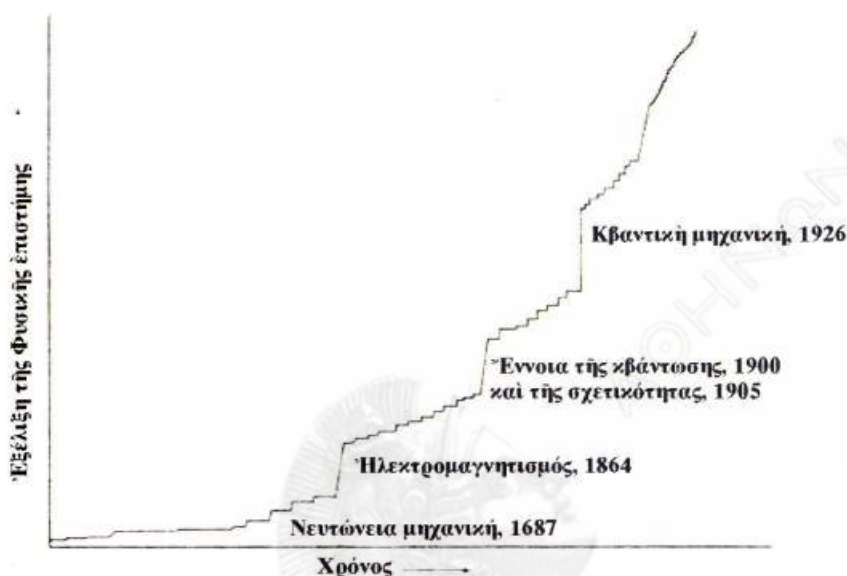 Ἐξέλιξη τῆς Φυσικῆς ἐπιστήμης
Κβαντικὴ μηχανική, 1926
Ἔννοια τῆς κβάντωσης, 1900
καὶ τῆς σχετικότητας, 1905
Ἠλεκτρομαγνητισμός, 1864
Νευτώνεια μηχανική, 1687
Χρόνος
ΑΘΗΝΩΝ